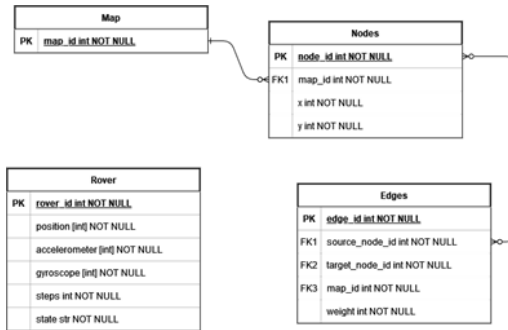 Map
PK map_id int NOT NULL
Nodes
PK node_id int NOT NULL
FK1 map_id int NOT NULL
x int NOT NULL
y int NOT NULL
Rover
PK rover_id int NOT NULL
position [int] NOT NULL
accelerometer [int] NOT NULL
gyroscope [int] NOT NULL
steps int NOT NULL
state str NOT NULL
Edges
PK edge_id int NOT NULL
FK1 source_node_id int NOT NULL
FK2 target_node_id int NOT NULL
FK3 map_id int NOT NULL
weight int NOT NULL